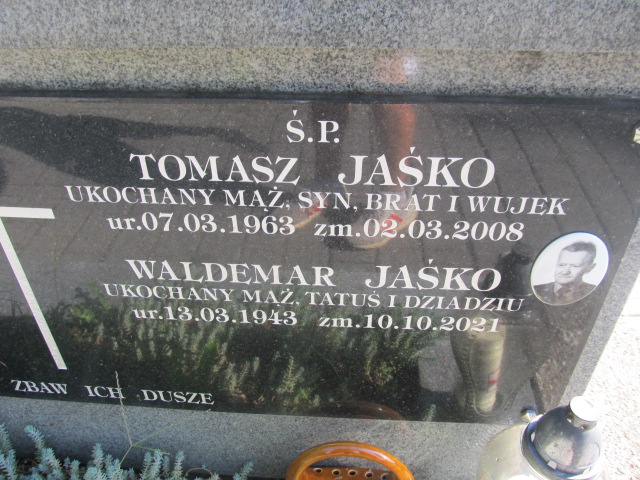 Ś.P.
TOMASZ JAŚKO
UKOCHANY MĄŻ, SYN, BRAT I WUJEK
ur.07.03.1963 zm.02.03.2008
WALDEMAR JAŚKO
UKOCHANY MĄŻ, TATUŚ I DZIADZIU
ur.13.03.1943 zm.10.10.2021
ZBAW ICH DUSZE